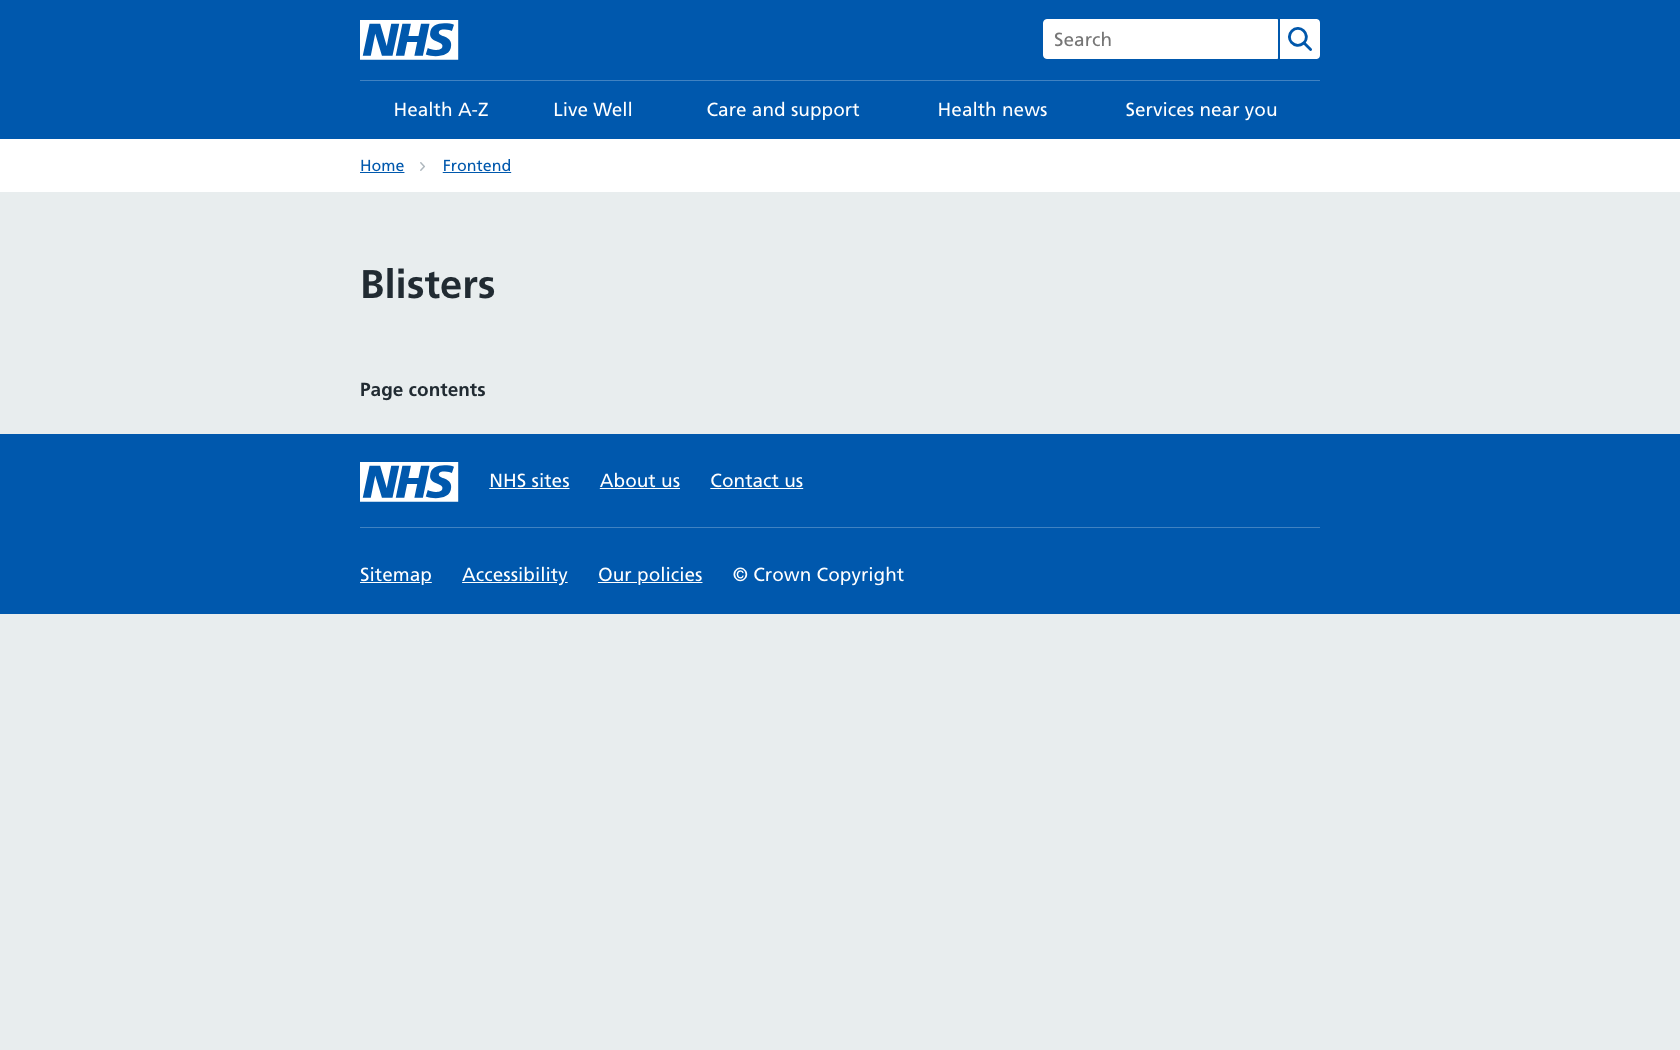 NHS
Search
Health A-Z Live Well Care and support Health news Services near you
Home Frontend
Blisters
Page contents
NHS NHS sites About us Contact us
Sitemap Accessibility Our policies © Crown Copyright